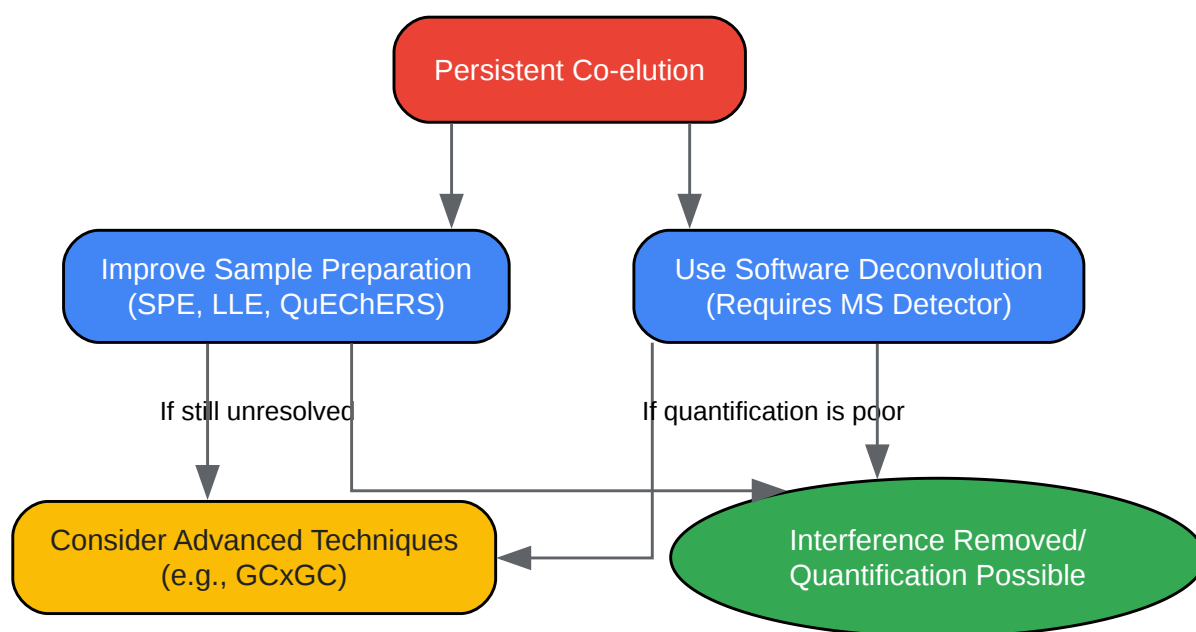 Persistent Co-elution
Improve Sample Preparation
(SPE, LLE, QuEChERS)
Use Software Deconvolution
(Requires MS Detector)
If still unresolved
If quantification is poor
Consider Advanced Techniques
(e.g., GCxGC)
Interference Removed/
Quantification Possible